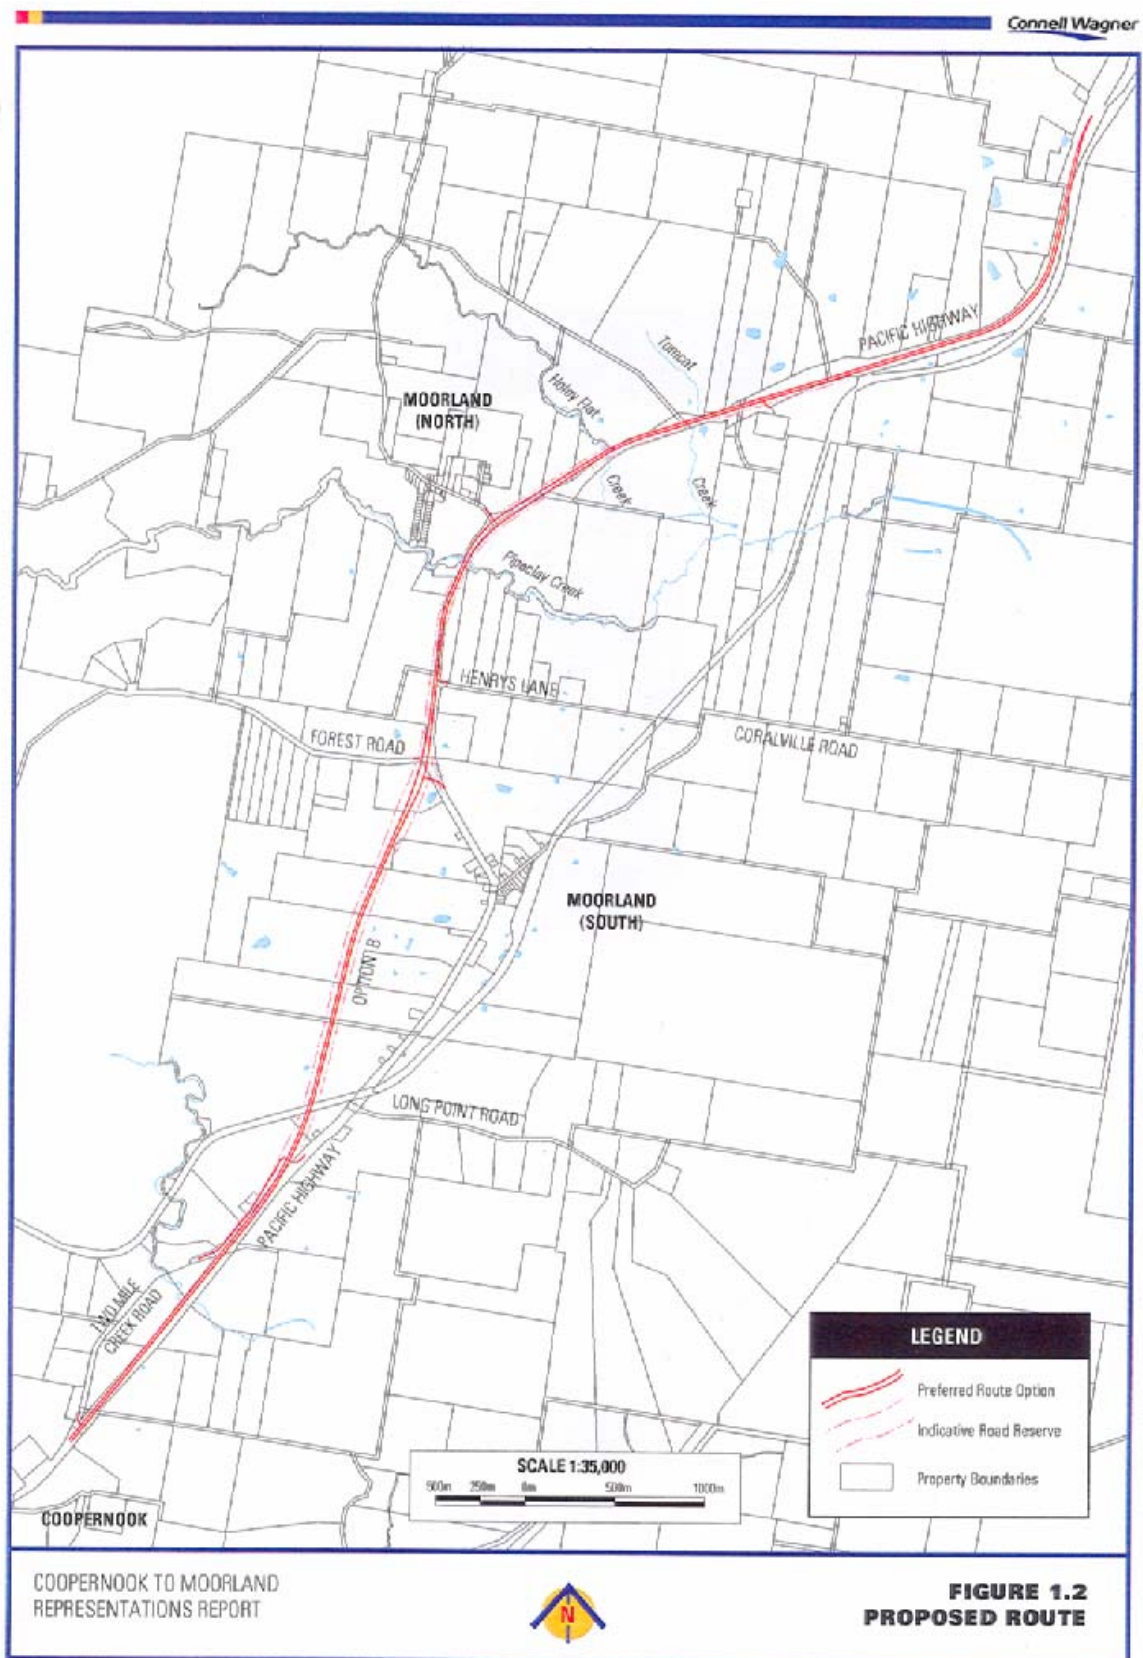 Connell Wagner
PACIFIC HIGHWAY
Tomcat
Creek
MOORLAND
(NORTH)
Holey Flat
Creek
Pipeclay Creek
HENRYS LANE
FOREST ROAD
CORALVILLE ROAD
MOORLAND
(SOUTH)
OPTION B
LONG POINT ROAD
PACIFIC HIGHWAY
TWO MILE
CREEK ROAD
COOPERNOOK
LEGEND
Preferred Route Option
Indicative Road Reserve
Property Boundaries
SCALE 1:35,000
500m 250m 0m 500m 1000m
COOPERNOOK TO MOORLAND
REPRESENTATIONS REPORT
N
FIGURE 1.2
PROPOSED ROUTE